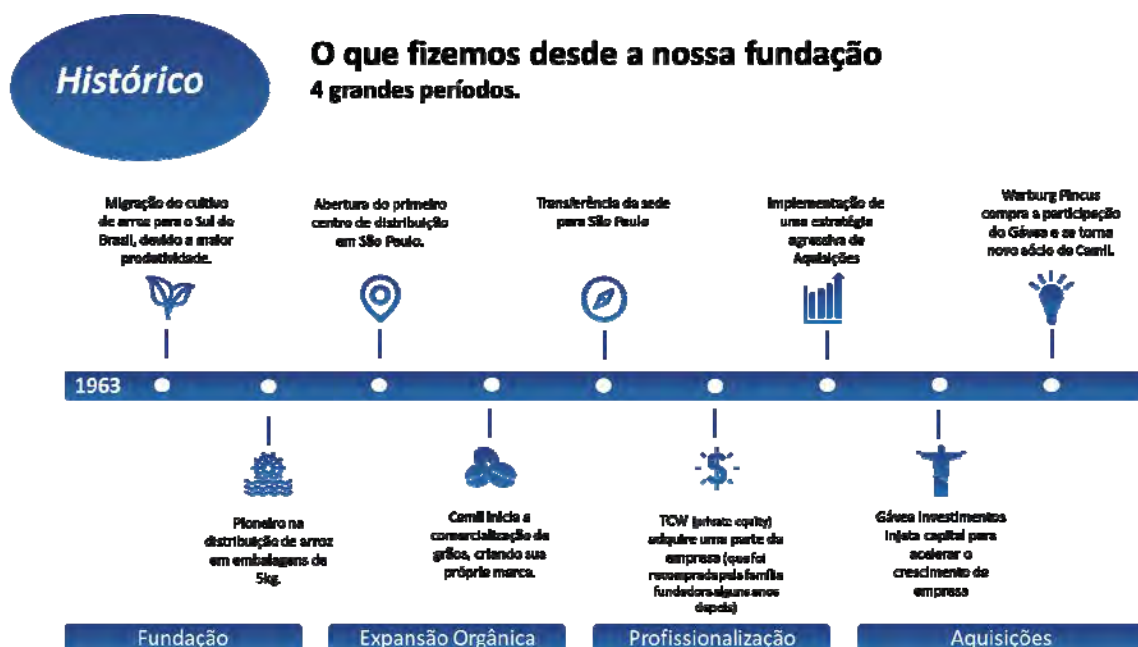 Histórico
O que fizemos desde a nossa fundação
4 grandes períodos.
Migração do cultivo
de arroz para o Sul do
Brasil, devido a maior
produtividade.
Abertura do primeiro
centro de distribuição
em São Paulo.
Transferência da sede
para São Paulo
Implementação de
uma estratégia
agressiva de
Aquisições
Warburg Pincus
compra a participação
do Gávea e se torna
novo sócio da Camil.
1963
Pioneiro na
distribuição de arroz
em embalagens de
5kg.
Camil inicia a
comercialização de
grãos, criando sua
própria marca.
TCW (private equity)
adquire uma parte da
empresa (que foi
recomprada pela família
fundadora alguns anos
depois)
Gávea Investimentos
injeta capital para
acelerar o
crescimento da
empresa
Fundação
Expansão Orgânica
Profissionalização
Aquisições